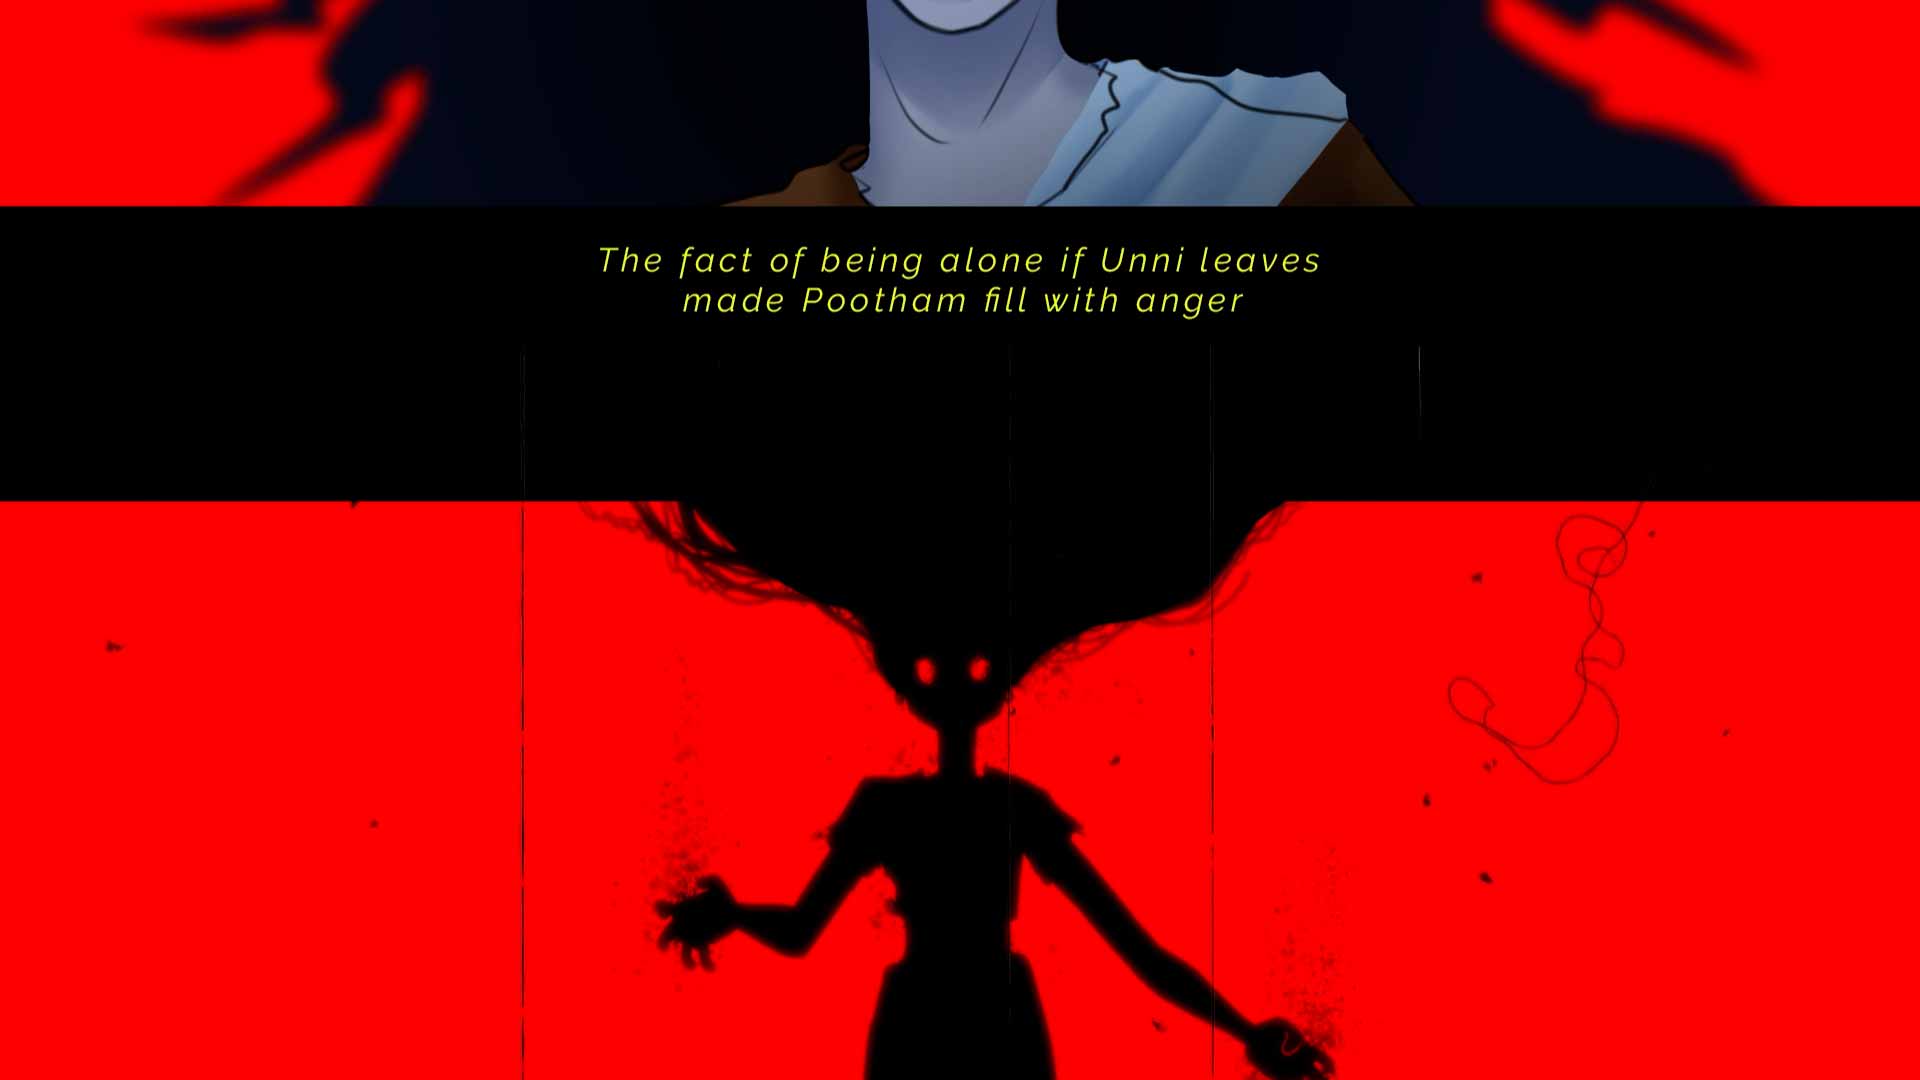 The fact of being alone if Unni leaves
made Pootham fill with anger